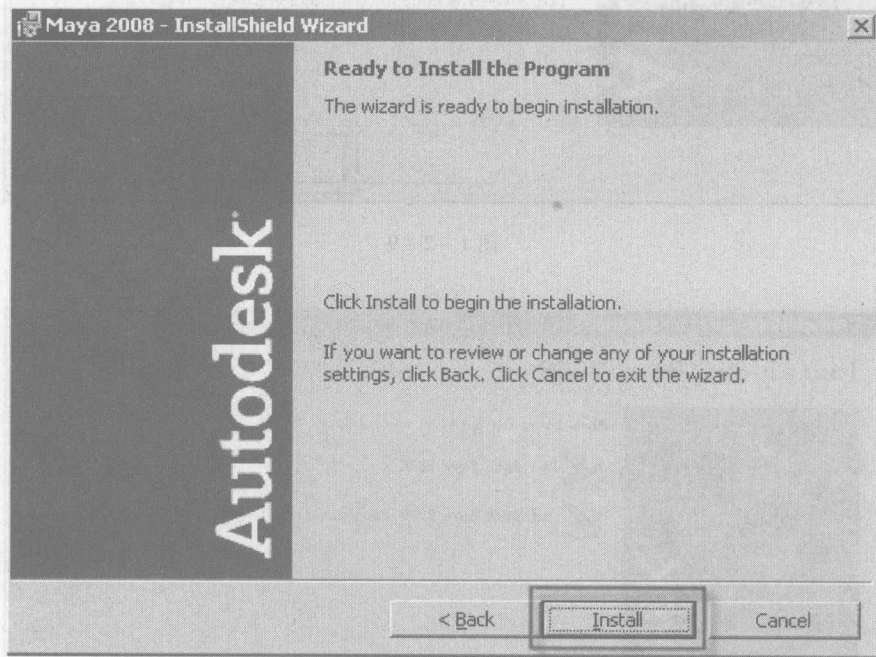 Maya 2008 - InstallShield Wizard
Ready to Install the Program
The wizard is ready to begin installation.
Autodesk
Click Install to begin the installation.
If you want to review or change any of your installation
settings, click Back. Click Cancel to exit the wizard.
< Back
Install
Cancel